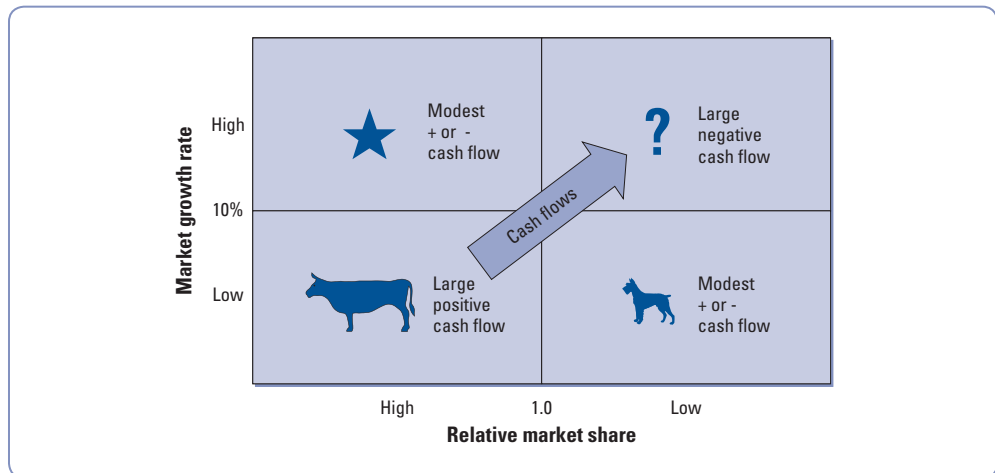 Market growth rate
High
10%
Low
Modest
+ or -
cash flow
?
Large
negative
cash flow
Cash flows
Large
positive
cash flow
Modest
+ or -
cash flow
High
1.0
Low
Relative market share